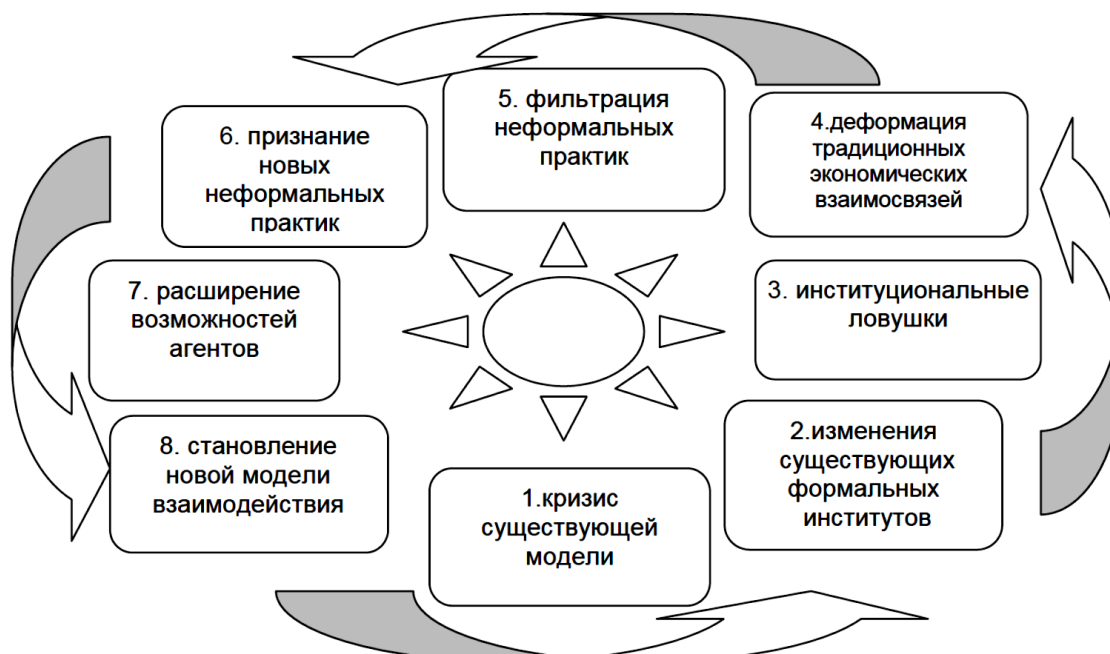 5. фильтрация
неформальных
практик
6. признание
новых
неформальных
практик
4.деформация
традиционных
экономических
взаимосвязей
7. расширение
возможностей
агентов
3. институциональные
ловушки
8. становление
новой модели
взаимодействия
2.изменения
существующих
формальных
институтов
1.кризис
существующей
модели